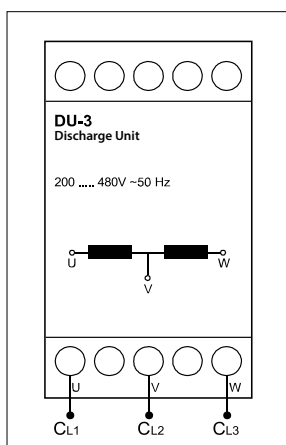 DU-3
Discharge Unit
200 ..... 480V ~50 Hz
U W
V
U V W
CL1 CL2 CL3